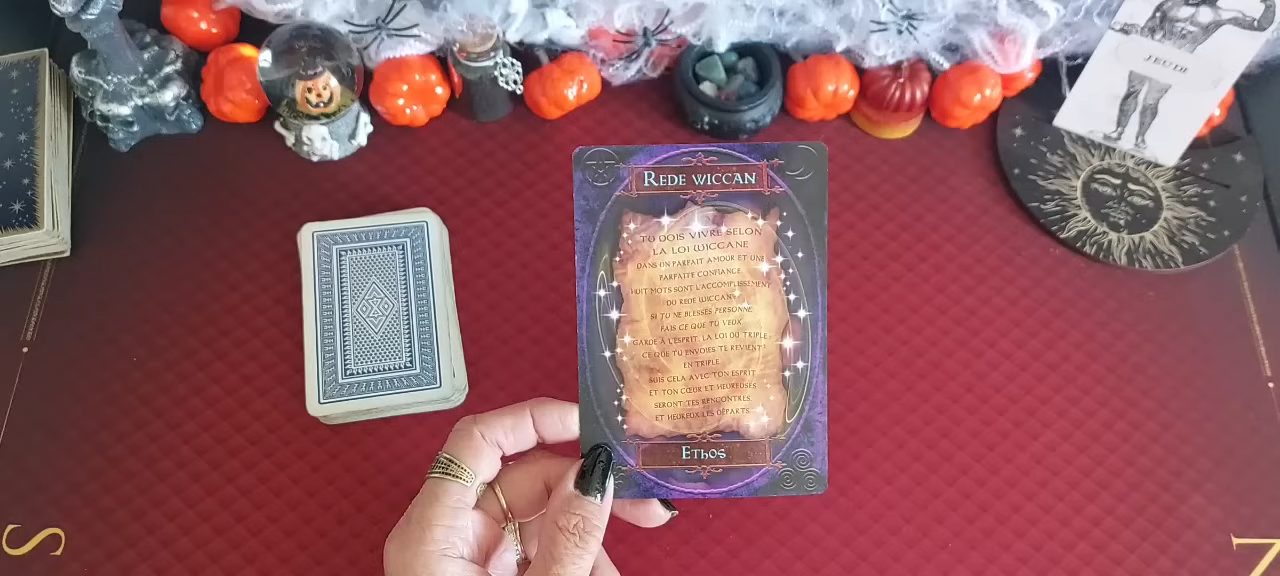 JEUDI
REDE WICCAN
TU DOIS VIVRE SELON
LA LOI WICCANE
DANS UN PARFAIT AMOUR ET UNE
PARFAITE CONFIANCE.
HUIT MOTS SONT L'ACCOMPLISSEMENT
DU REDE WICCAN :
SI TU NE BLESSES PERSONNE
FAIS CE QUE TU VEUX.
GARDE À L'ESPRIT, LA LOI DU TRIPLE :
CE QUE TU ENVOIES TE REVIENT
EN TRIPLE.
SUIS CELA AVEC TON ESPRIT
ET TON CŒUR ET HEUREUSES
SERONT TES RENCONTRES,
ET HEUREUX LES DÉPARTS.
ETHOS
S
N